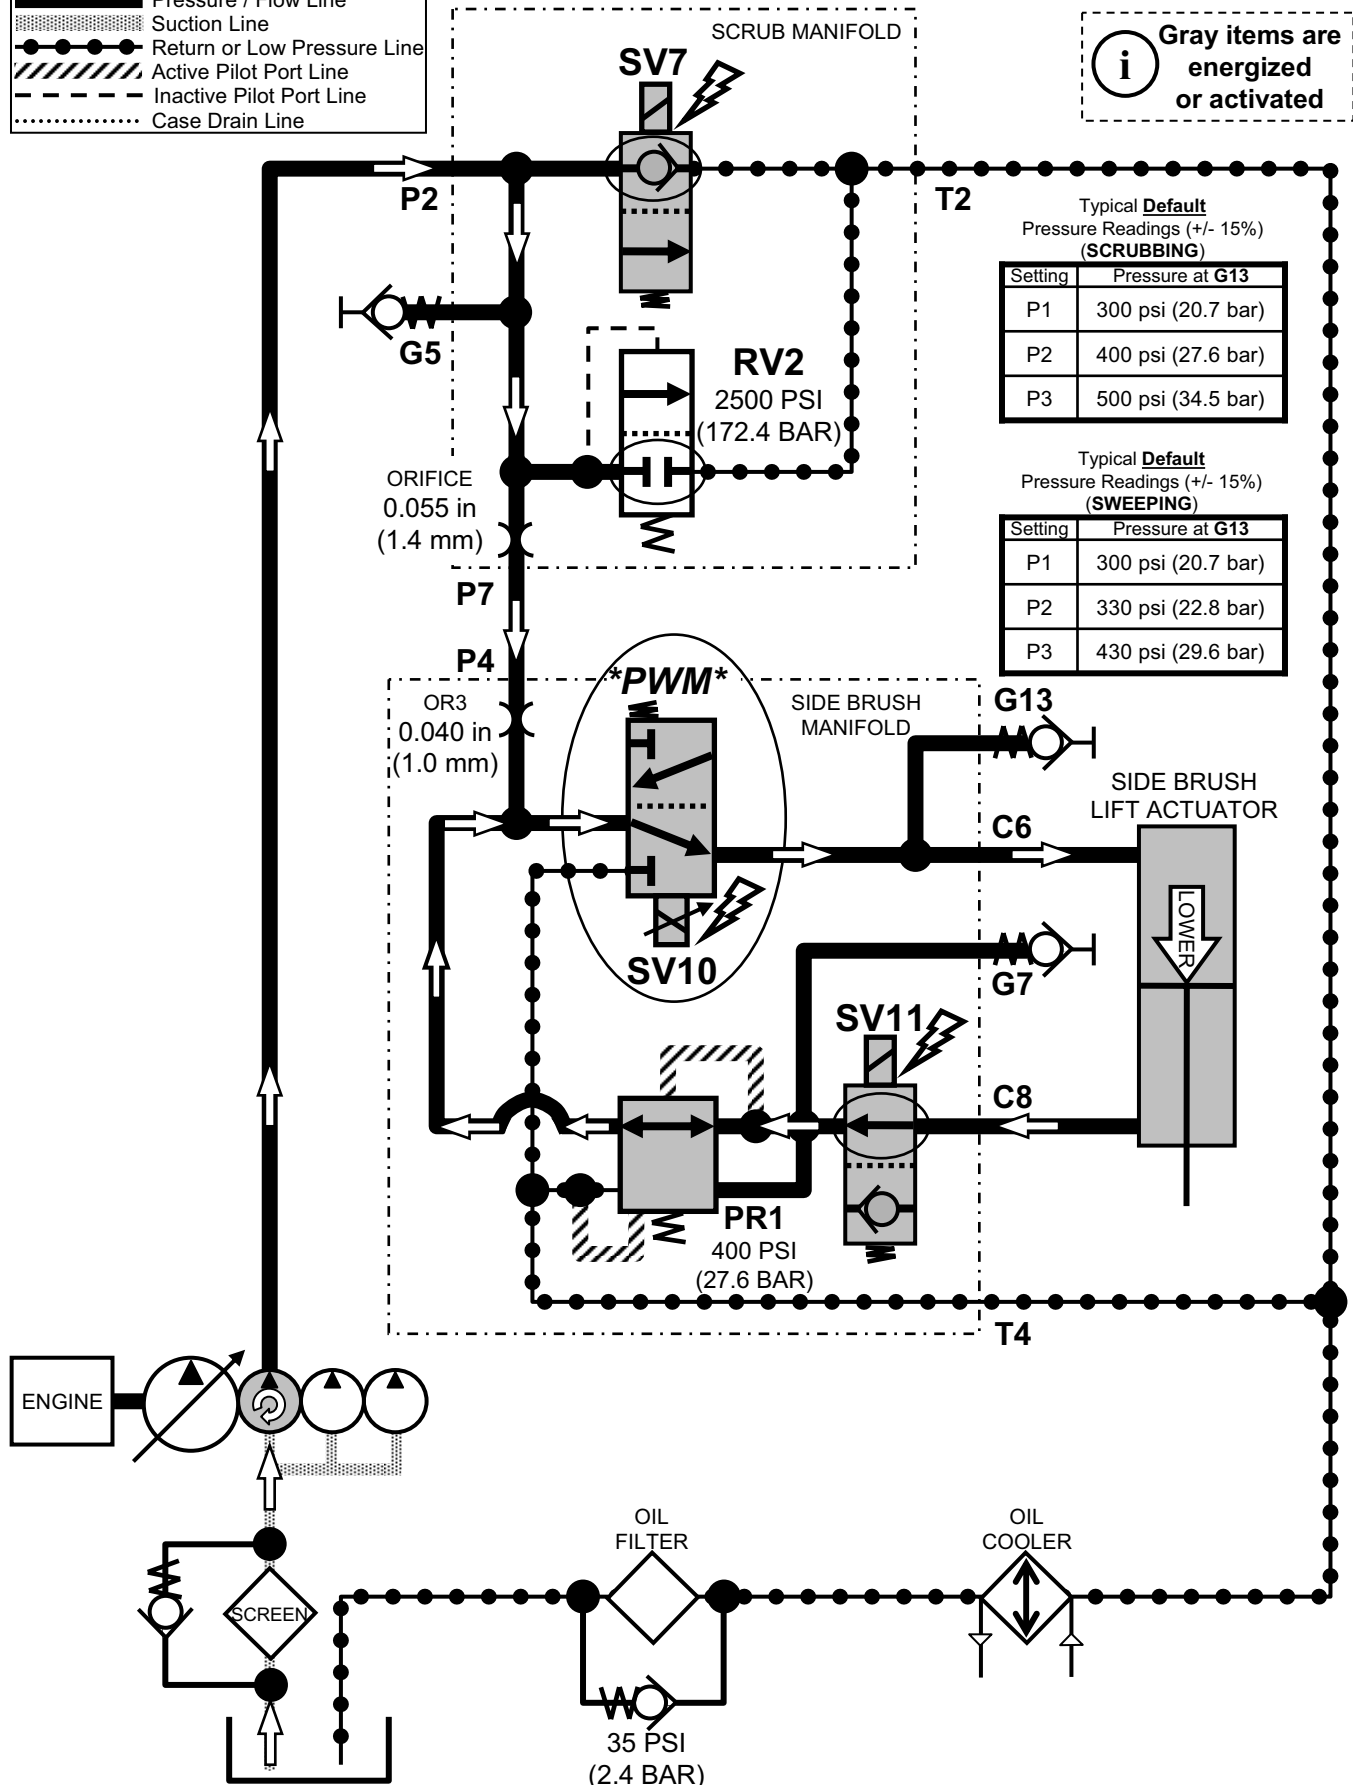 Pressure / Flow Line
Suction Line
Return or Low Pressure Line
Active Pilot Port Line
Inactive Pilot Port Line
Case Drain Line
SCRUB MANIFOLD
i
Gray items are
energized
or activated
SV7
P2
T2
G5
RV2
2500 PSI
(172.4 BAR)
ORIFICE
0.055 in
(1.4 mm)
Typical Default
Pressure Readings (+/- 15%)
(SCRUBBING)
Setting Pressure at G13
P1 300 psi (20.7 bar)
P2 400 psi (27.6 bar)
P3 500 psi (34.5 bar)
Typical Default
Pressure Readings (+/- 15%)
(SWEEPING)
Setting Pressure at G13
P1 300 psi (20.7 bar)
P2 330 psi (22.8 bar)
P3 430 psi (29.6 bar)
P7
P4
OR3
0.040 in
(1.0 mm)
*PWM*
SIDE BRUSH
MANIFOLD
G13
SIDE BRUSH
LIFT ACTUATOR
C6
LOWER
SV10
G7
SV11
C8
PR1
400 PSI
(27.6 BAR)
T4
ENGINE
SCREEN
OIL
FILTER
35 PSI
(2.4 BAR)
OIL
COOLER